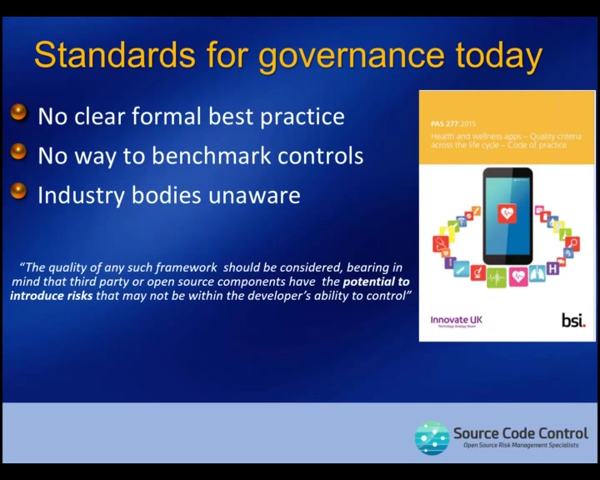 Standards for governance today
No clear formal best practice
No way to benchmark controls
Industry bodies unaware
“The quality of any such framework should be considered, bearing in
mind that third party or open source components have the potential to
introduce risks that may not be within the developer’s ability to control”
PAS 277:2015
Health and wellness apps – Quality criteria
across the life cycle – Code of practice
Innovate UK
Technology Strategy Board
bsi.
Source Code Control
Open Source Risk Management Specialists